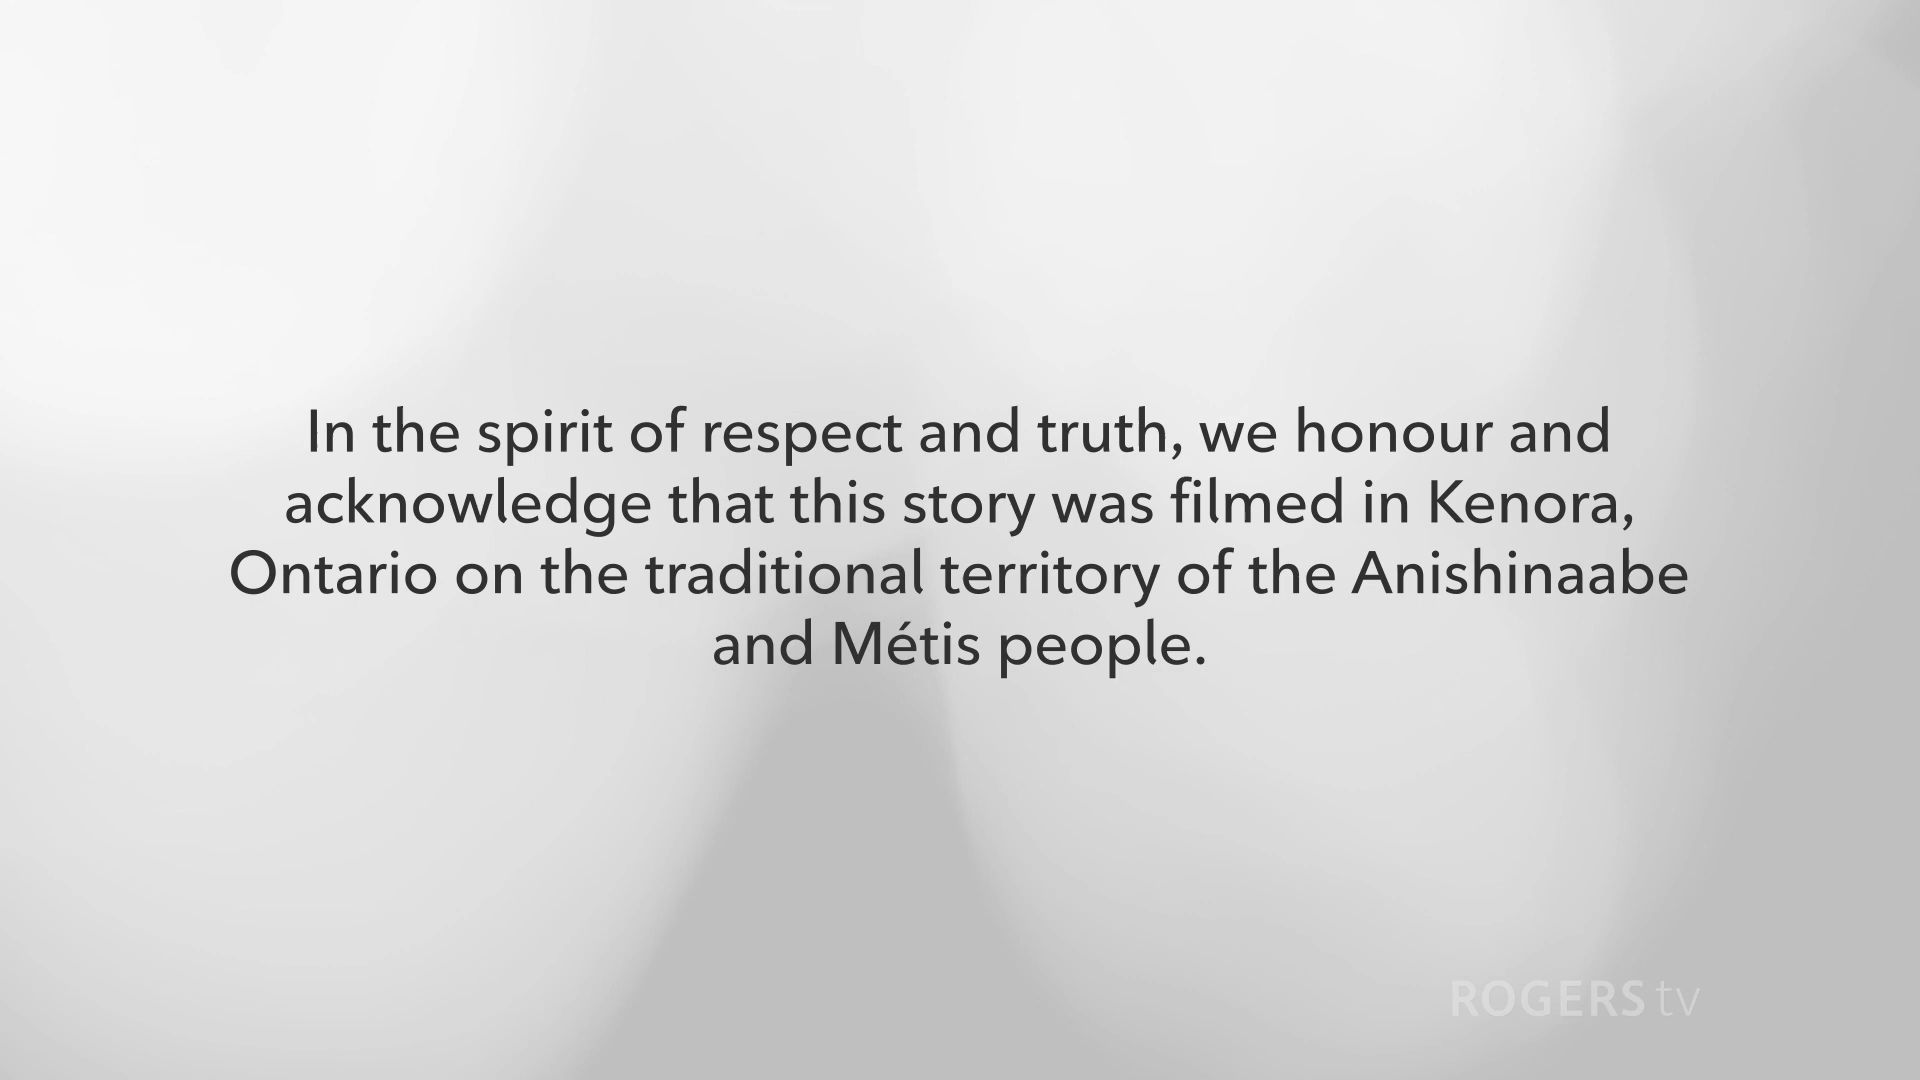 In the spirit of respect and truth, we honour and
acknowledge that this story was filmed in Kenora,
Ontario on the traditional territory of the Anishinaabe
and Métis people.
ROGERS tv